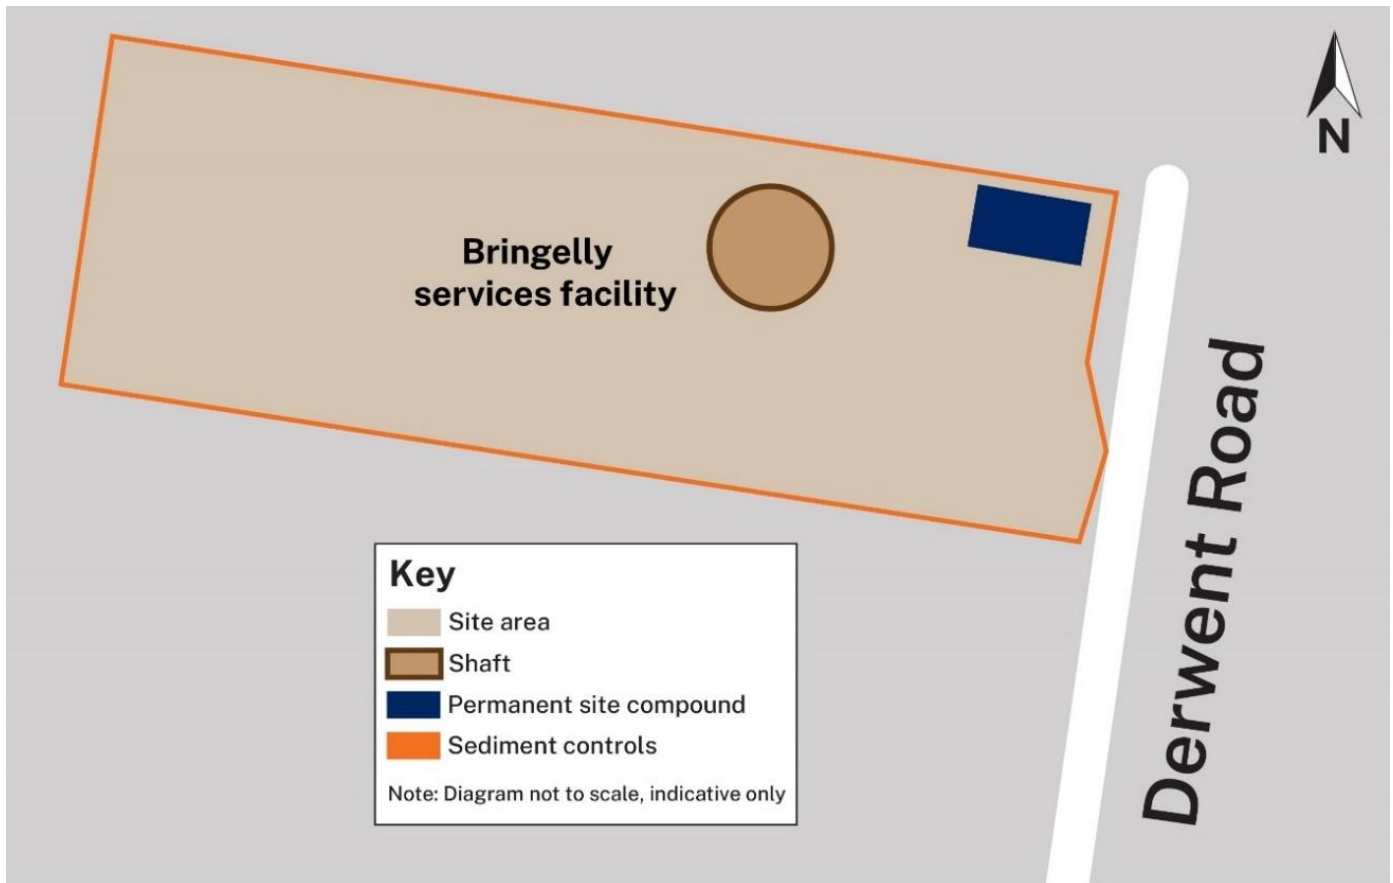 N
Bringelly
services facility
Derwent Road
Key
Site area
Shaft
Permanent site compound
Sediment controls
Note: Diagram not to scale, indicative only